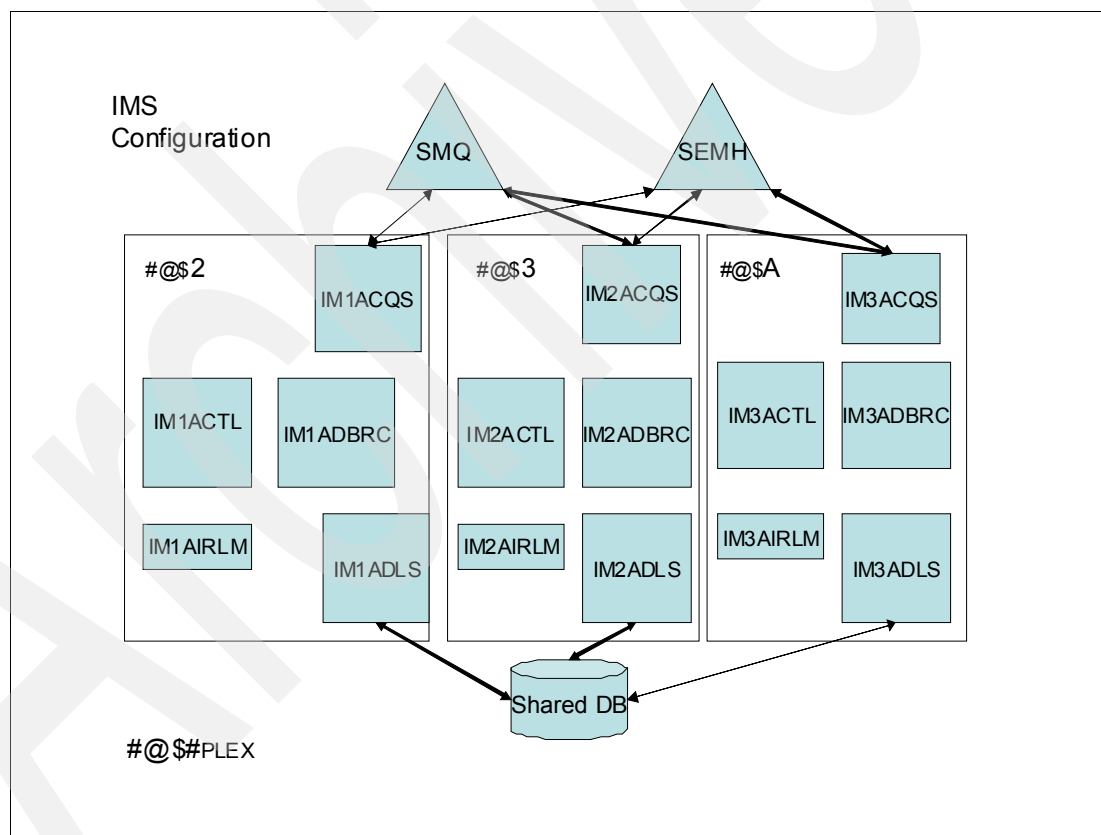 IMS
Configuration
SMQ
SEMH
#@$2
#@$3
#@$A
IM1ACQS
IM2ACQS
IM3ACQS
IM1ACTL
IM1ADBRC
IM2ACTL
IM2ADBRC
IM3ACTL
IM3ADBRC
IM1AIRLM
IM2AIRLM
IM3AIRLM
IM1ADLS
IM2ADLS
IM3ADLS
Shared DB
#@$#PLEX